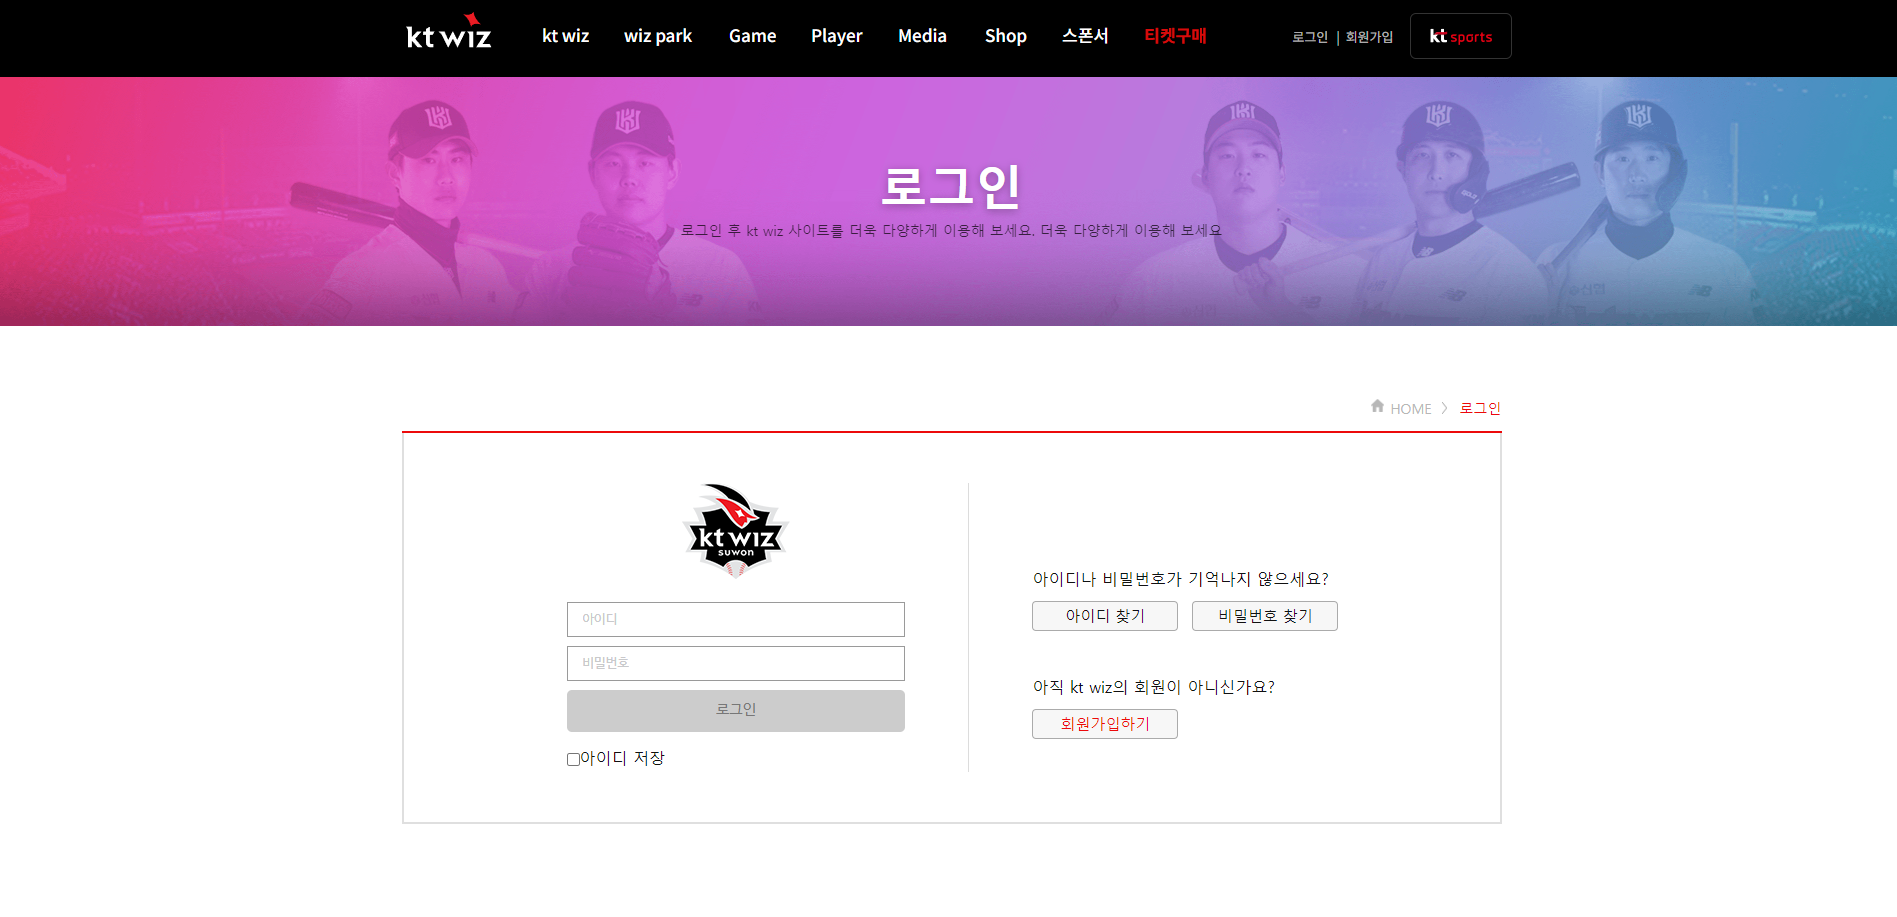 kt wiz kt wiz wiz park Game Player Media Shop 스폰서 티켓구매 로그인 | 회원가입 kt sports
로그인
로그인 후 kt wiz 사이트를 더욱 다양하게 이용해 보세요. 더욱 다양하게 이용해 보세요
HOME 〉 로그인
kt wiz
suwon
아이디
비밀번호
로그인
아이디 저장
아이디나 비밀번호가 기억나지 않으세요?
아이디 찾기 비밀번호 찾기
아직 kt wiz의 회원이 아니신가요?
회원가입하기